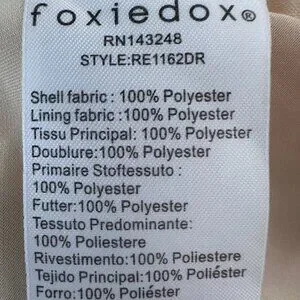 foxiedox®
RN143248
STYLE:RE1162DR
Shell fabric : 100% Polyester
Lining fabric : 100% Polyester
Tissu Principal: 100% Polyester
Doublure: 100% Polyester
Primaire Stoftessuto :
100% Polyester
Futter: 100% Polyester
Tessuto Predominante:
100% Poliestere
Rivestimento: 100% Poliestere
Tejido Principal: 100% Poliéster
Forro: 100% Poliéster